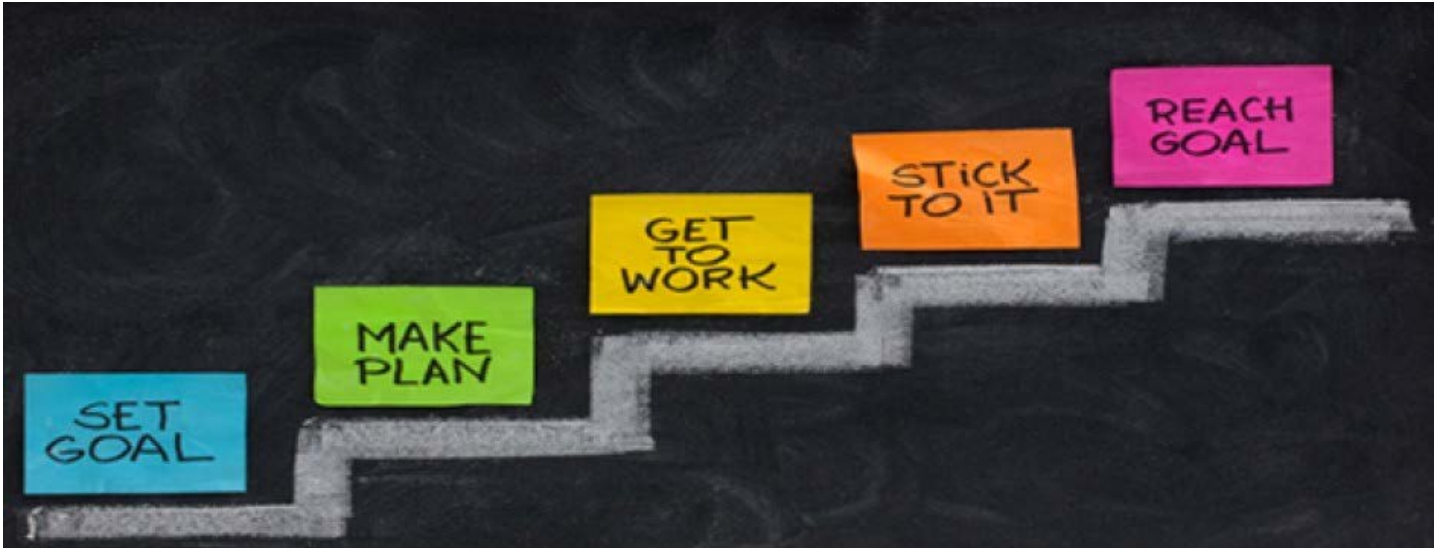 SET
GOAL
MAKE
PLAN
GET
TO
WORK
STiCK
TO IT
REACH
GOAL